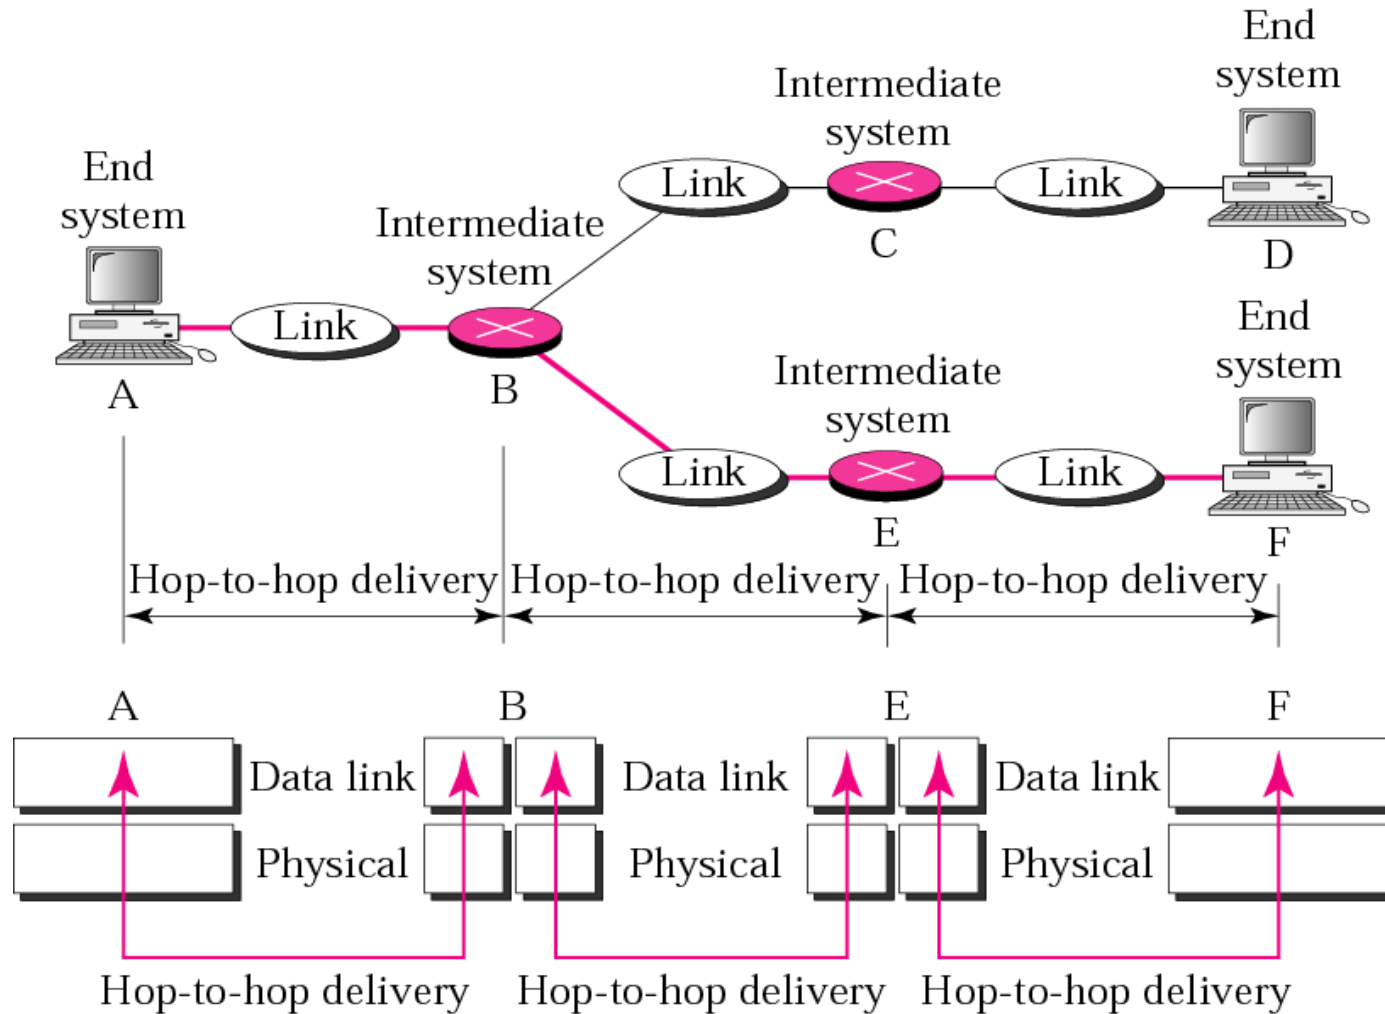 End
system
Intermediate
system
Link
Link
C
D
End
system
Intermediate
system
Link
A
B
End
system
Intermediate
system
Link
Link
E
F
Hop-to-hop delivery
Hop-to-hop delivery
Hop-to-hop delivery
A
B
E
F
Data link
Data link
Data link
Physical
Physical
Physical
Hop-to-hop delivery
Hop-to-hop delivery
Hop-to-hop delivery